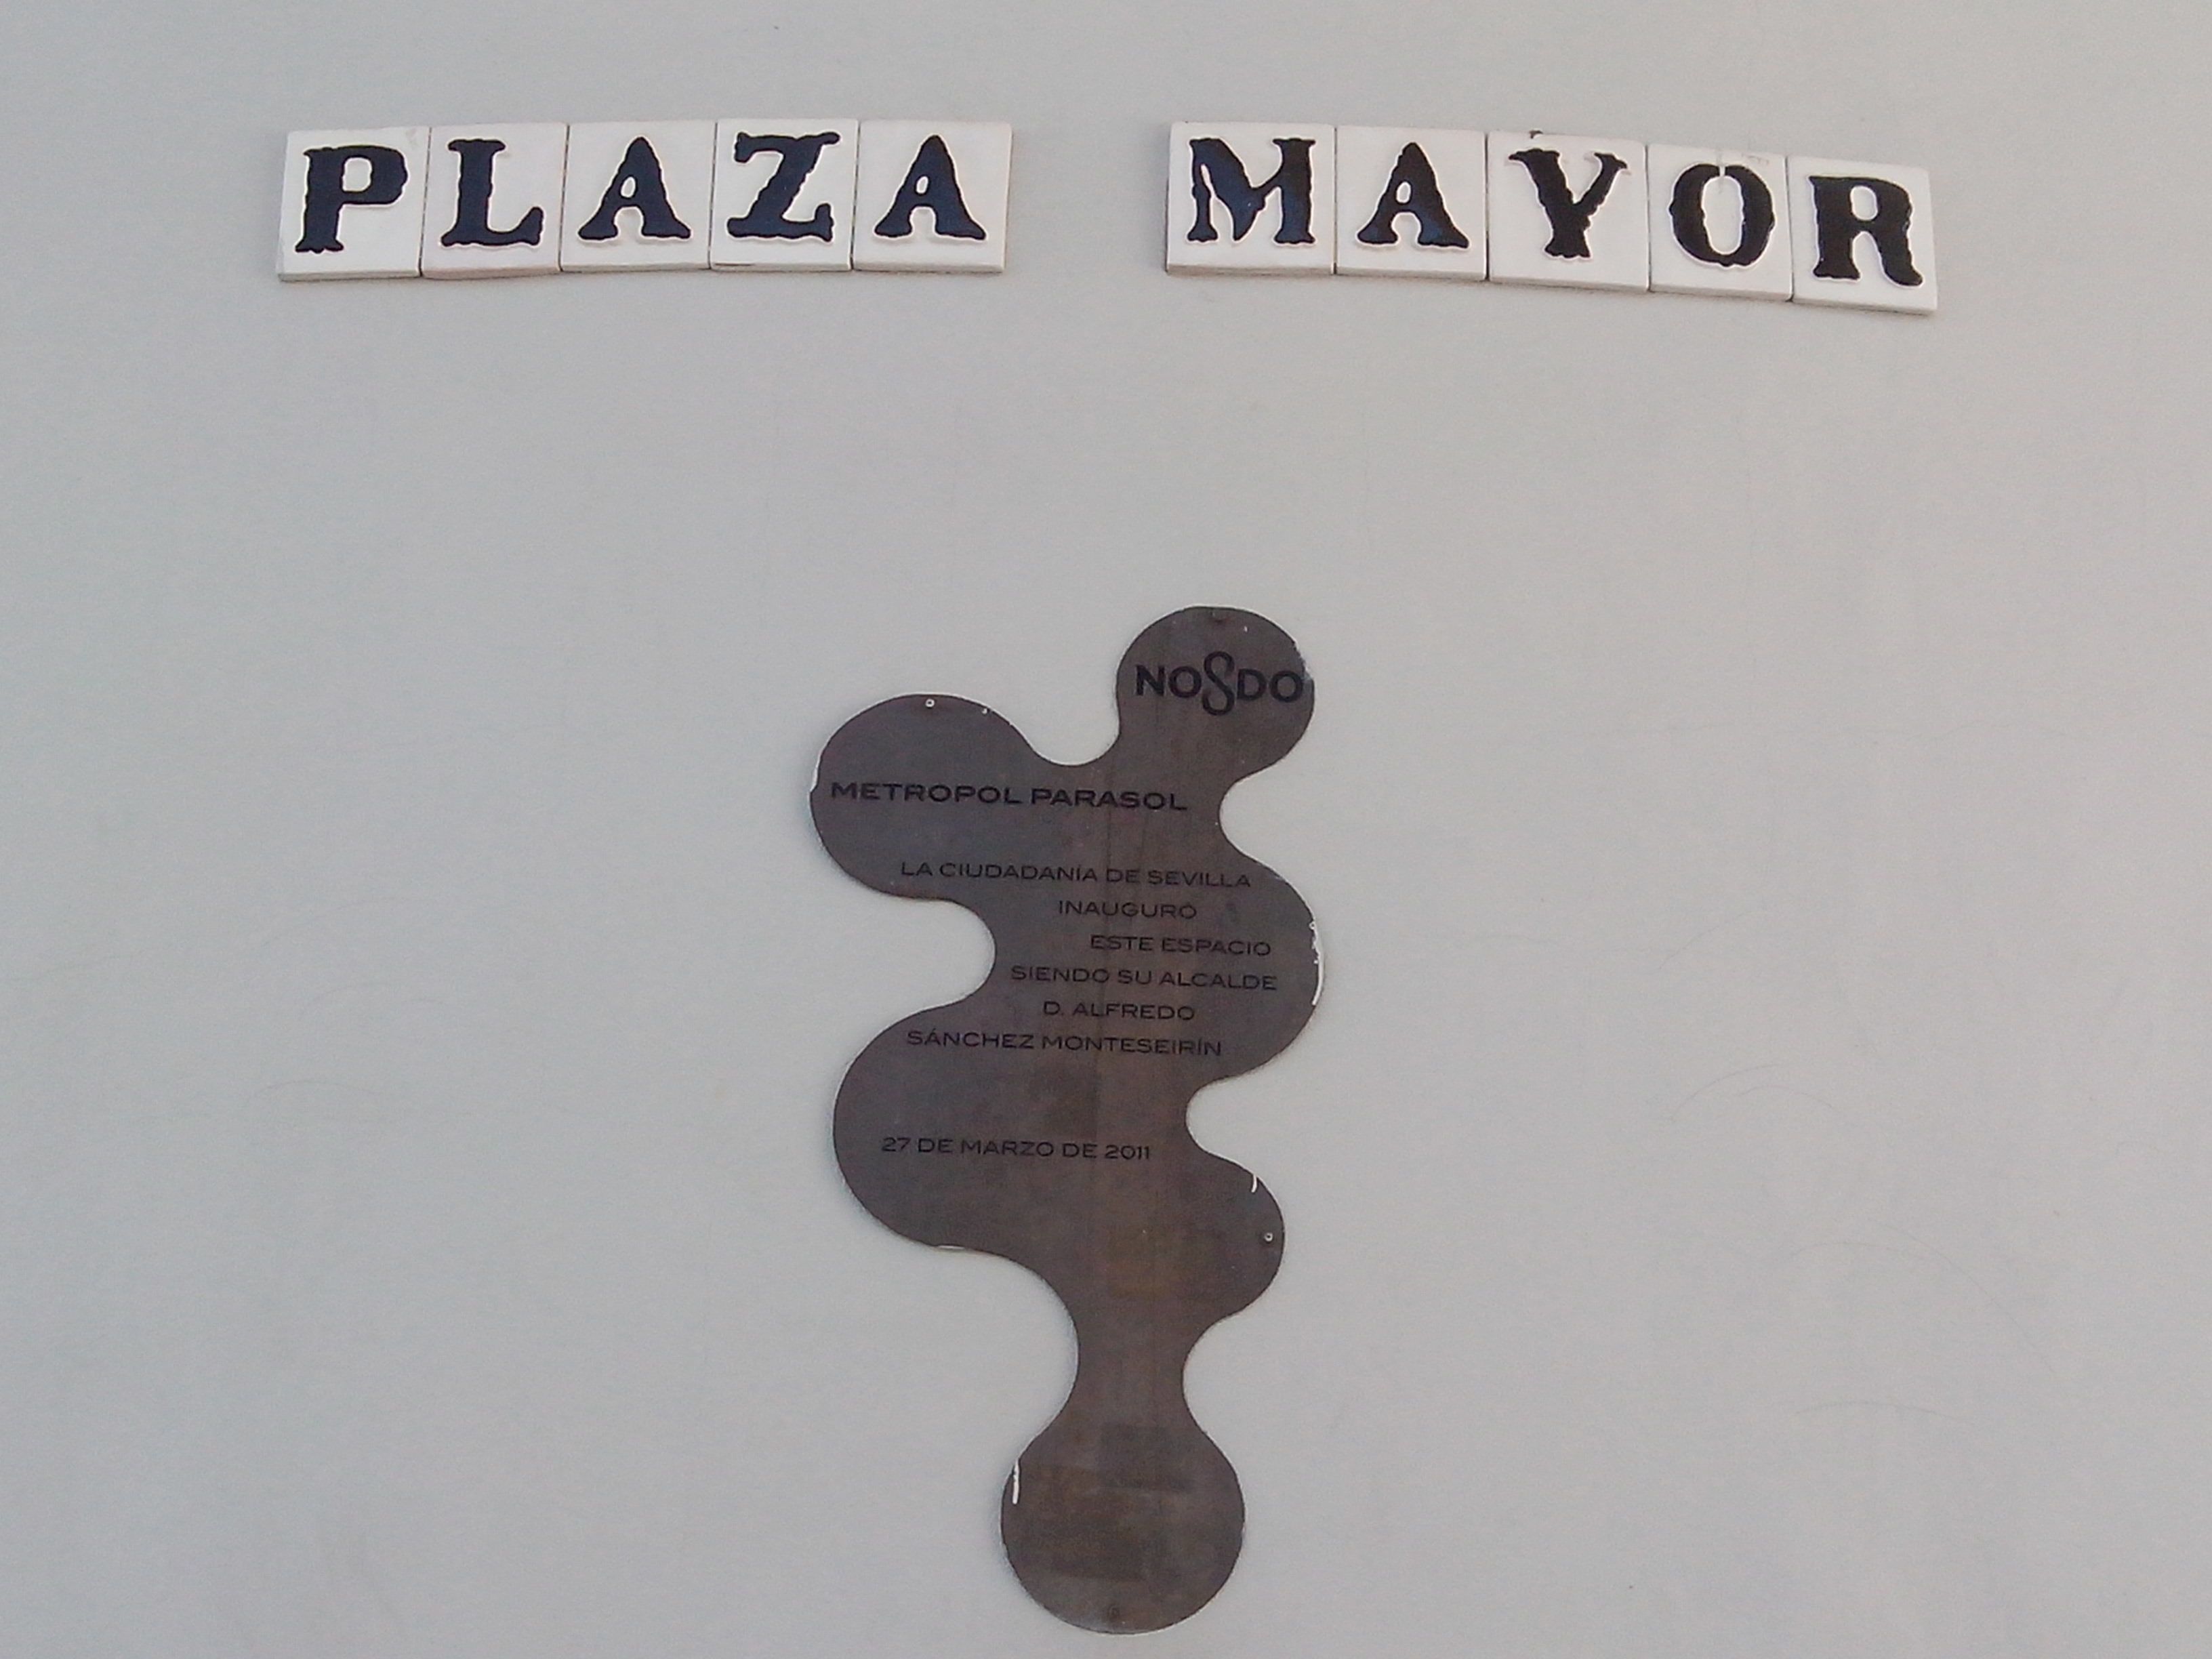 PLAZA MAYOR
NO8DO
METROPOL PARASOL
LA CIUDADANÍA DE SEVILLA
INAUGURÓ
ESTE ESPACIO
SIENDO SU ALCALDE
D. ALFREDO
SÁNCHEZ MONTESEIRÍN
27 DE MARZO DE 2011